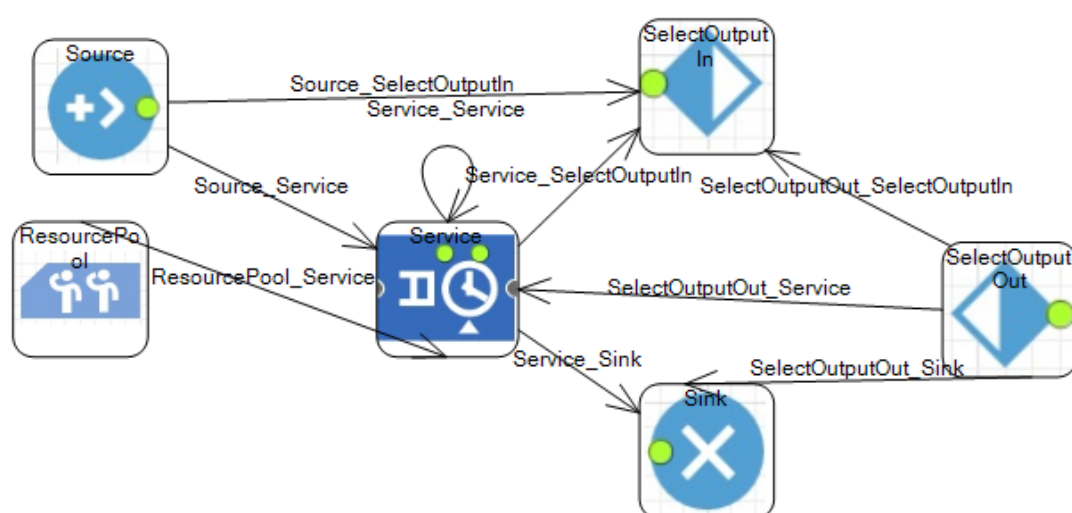 SelectOutput
In
Source
Source_SelectOutputIn
Service_Service
Source_Service
Service_SelectOutputIn
SelectOutputOut_SelectOutputIn
ResourcePo
ol
Service
ResourcePool_Service
SelectOutputOut_Service
SelectOutput
Out
Service_Sink
SelectOutputOut_Sink
Sink